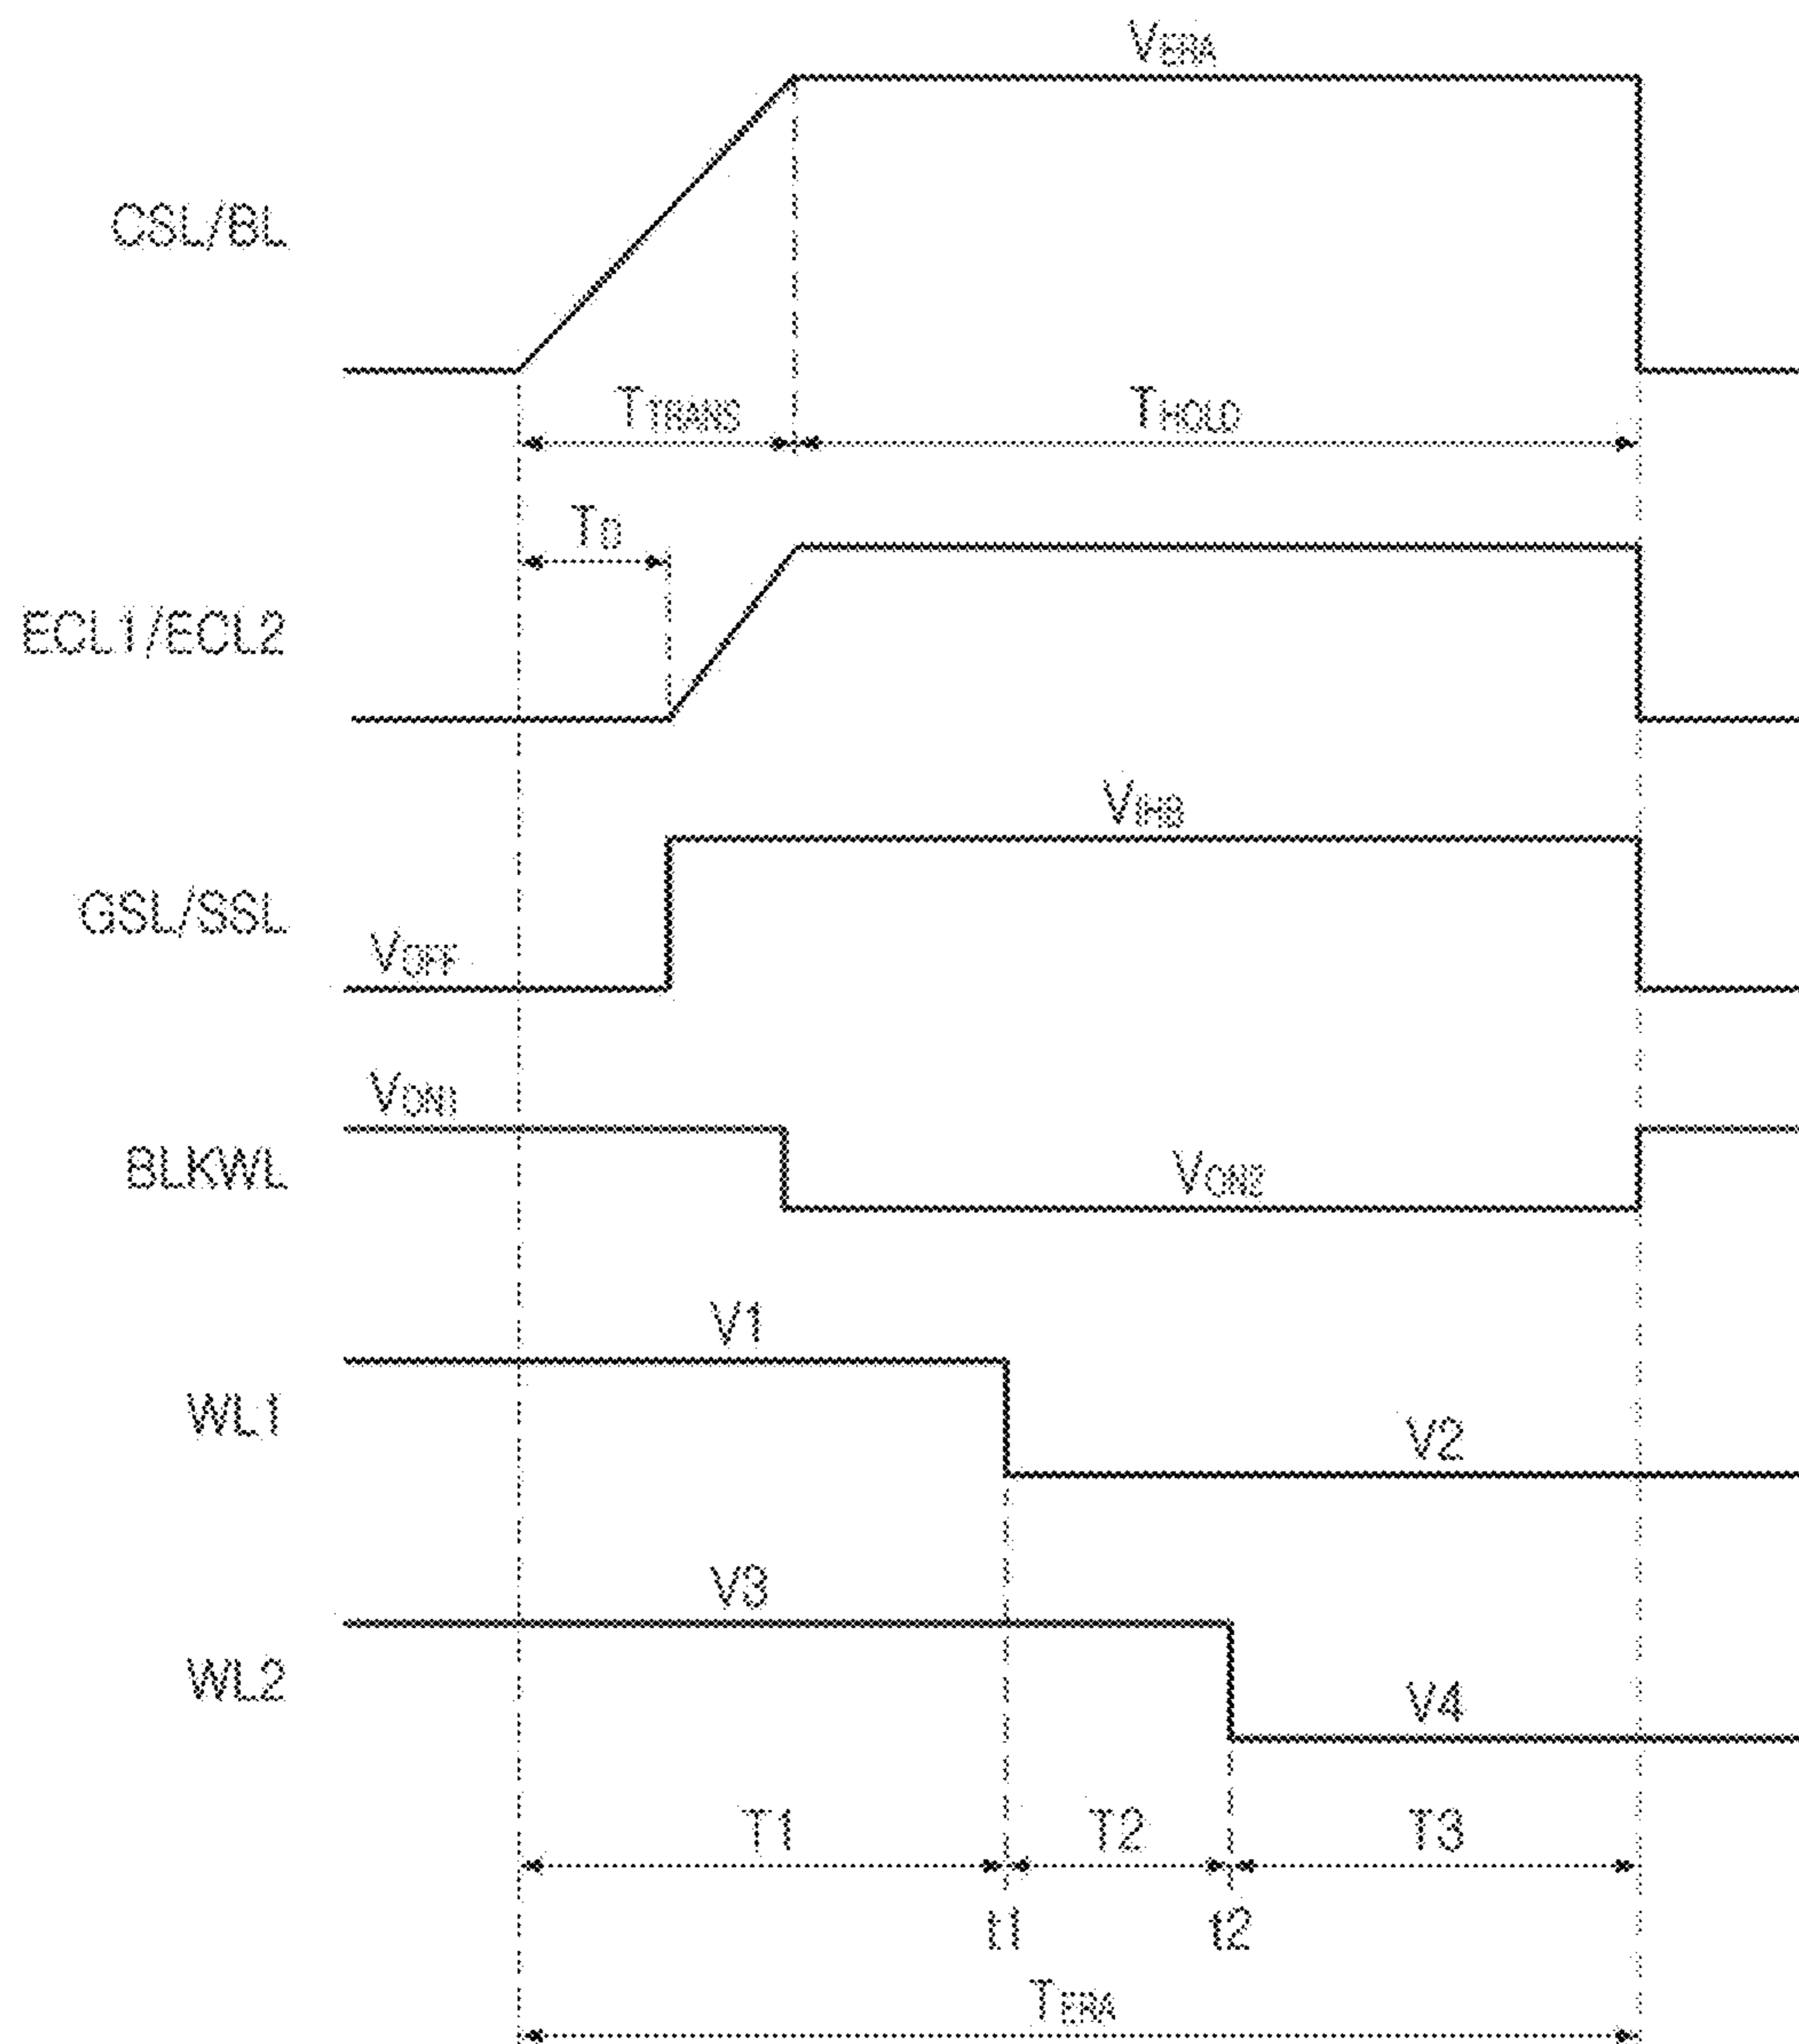 VERA
CSL/BL
TTRANS
THOLD
TD
ECL1/ECL2
VIHB
GSL/SSL
VOFF
VON1
BLKWL
VON2
V1
WL1
V2
V3
WL2
V4
T1
T2
T3
t1
t2
TERA